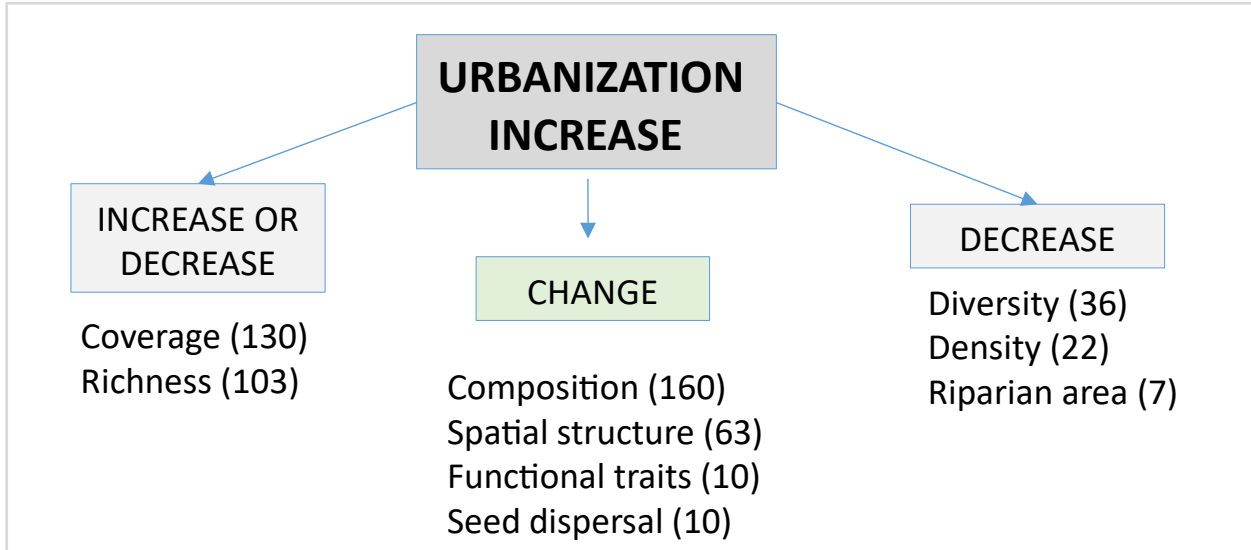 URBANIZATION
INCREASE
INCREASE OR
DECREASE
Coverage (130)
Richness (103)
CHANGE
Composition (160)
Spatial structure (63)
Functional traits (10)
Seed dispersal (10)
DECREASE
Diversity (36)
Density (22)
Riparian area (7)